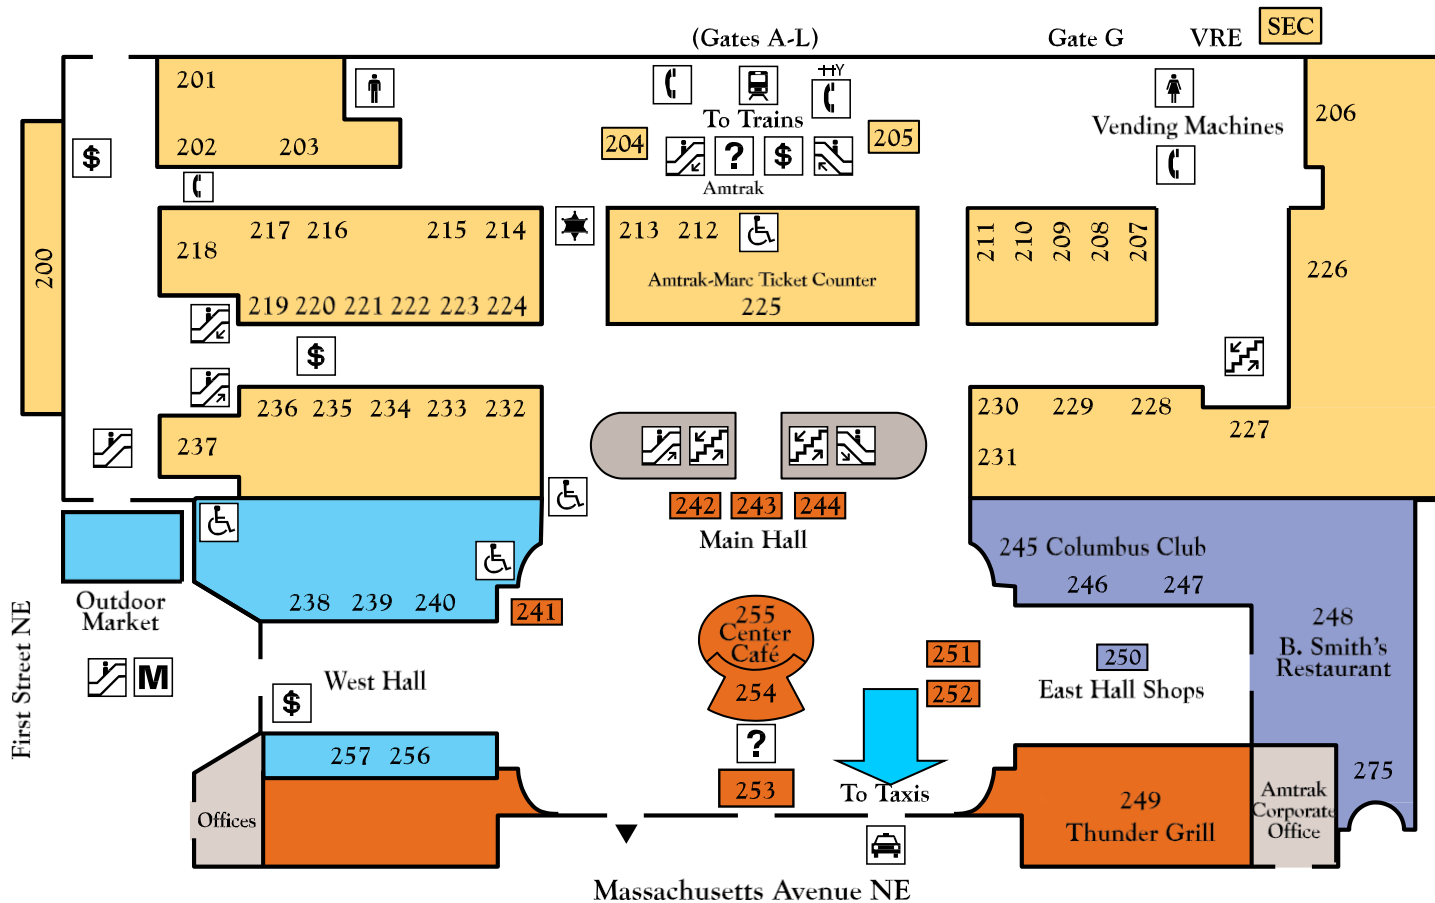 (Gates A-L)
Gate G
VRE
SEC
201
202
203
$
204
To Trains
HY
205
? $
Amtrak
Vending Machines
206
200
217 216 215 214
218
219 220 221 222 223 224
213 212
Amtrak-Marc Ticket Counter
225
211
210
209
208
207
226
$
236 235 234 233 232
237
230 229 228
227
231
242 243 244
Main Hall
245 Columbus Club
246 247
Outdoor
Market
238 239 240
241
255
Center
Café
254
248
B. Smith's
Restaurant
251
250
252
East Hall Shops
First Street NE
M
West Hall
$
?
257 256
253
To Taxis
249
Thunder Grill
275
Offices
Amtrak
Corporate
Office
Massachusetts Avenue NE